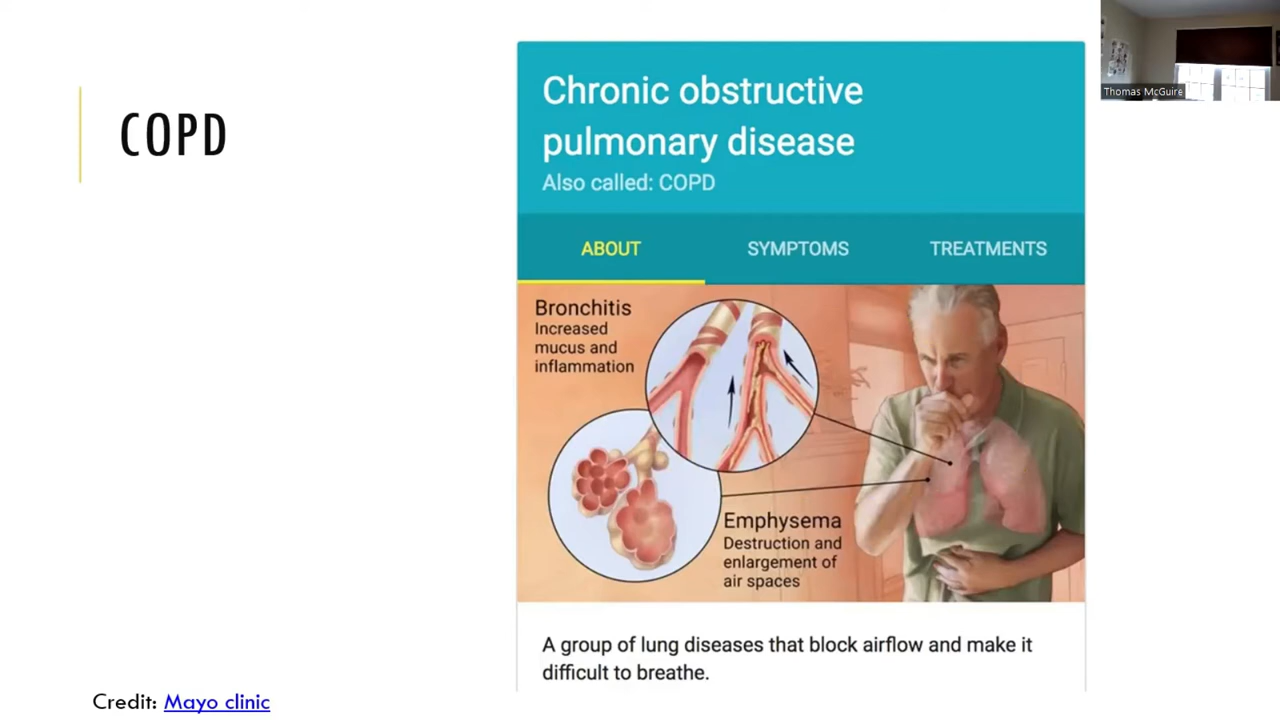 COPD
Chronic obstructive
pulmonary disease
Also called: COPD
ABOUT
SYMPTOMS
TREATMENTS
Bronchitis
Increased
mucus and
inflammation
Emphysema
Destruction and
enlargement of
air spaces
A group of lung diseases that block airflow and make it
difficult to breathe.
Credit: Mayo clinic
Thomas McGuire